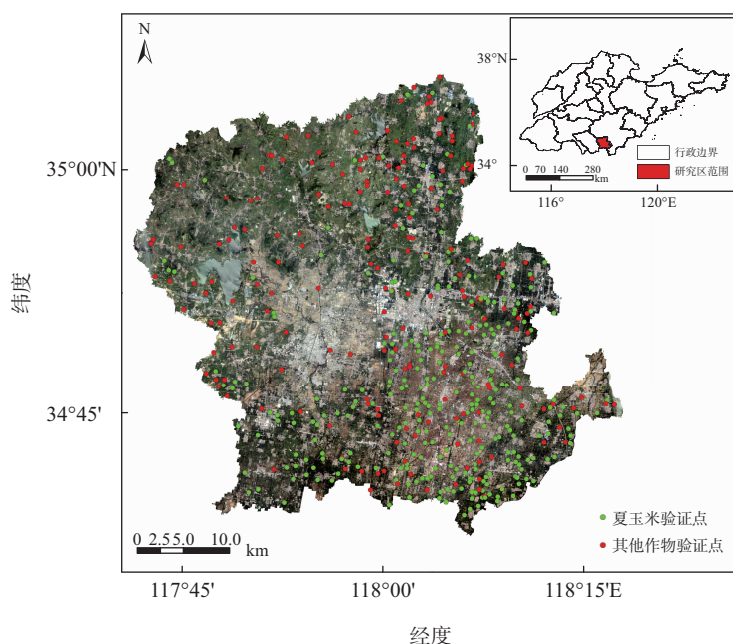 N
38°N
34°N
行政边界
研究区范围
0 70 140 280
km
116°
120°E
35°00'N
34°45'
纬度
夏玉米验证点
其他作物验证点
0 2.55.0 10.0
km
117°45'
118°00'
118°15'E
经度